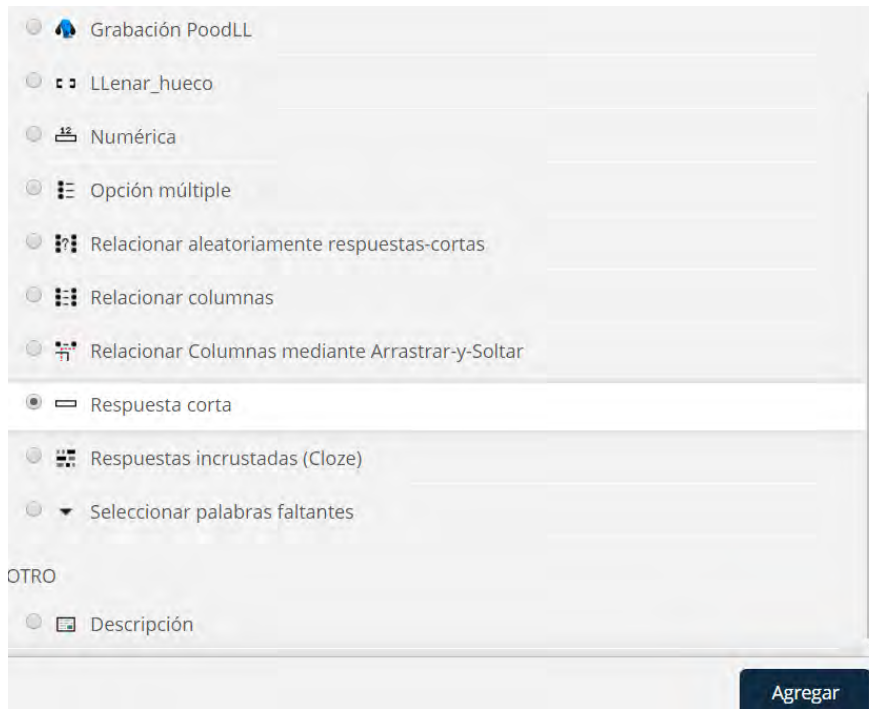 Grabación PoodLL
LLenar_hueco
Numérica
Opción múltiple
Relacionar aleatoriamente respuestas-cortas
Relacionar columnas
Relacionar Columnas mediante Arrastrar-y-Soltar
Respuesta corta
Respuestas incrustadas (Cloze)
Seleccionar palabras faltantes
OTRO
Descripción
Agregar